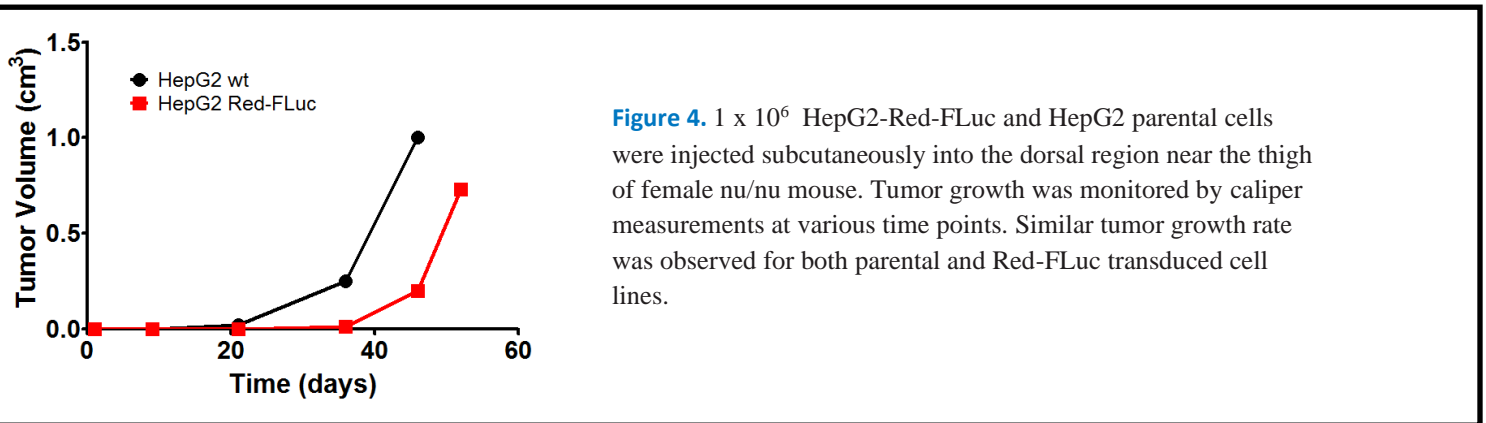 Tumor Volume (cm³)
1.5
1.0
0.5
0.0
HepG2 wt
HepG2 Red-FLuc
0
20
40
60
Time (days)
Figure 4. 1 x 10⁶ HepG2-Red-FLuc and HepG2 parental cells
were injected subcutaneously into the dorsal region near the thigh
of female nu/nu mouse. Tumor growth was monitored by caliper
measurements at various time points. Similar tumor growth rate
was observed for both parental and Red-FLuc transduced cell
lines.